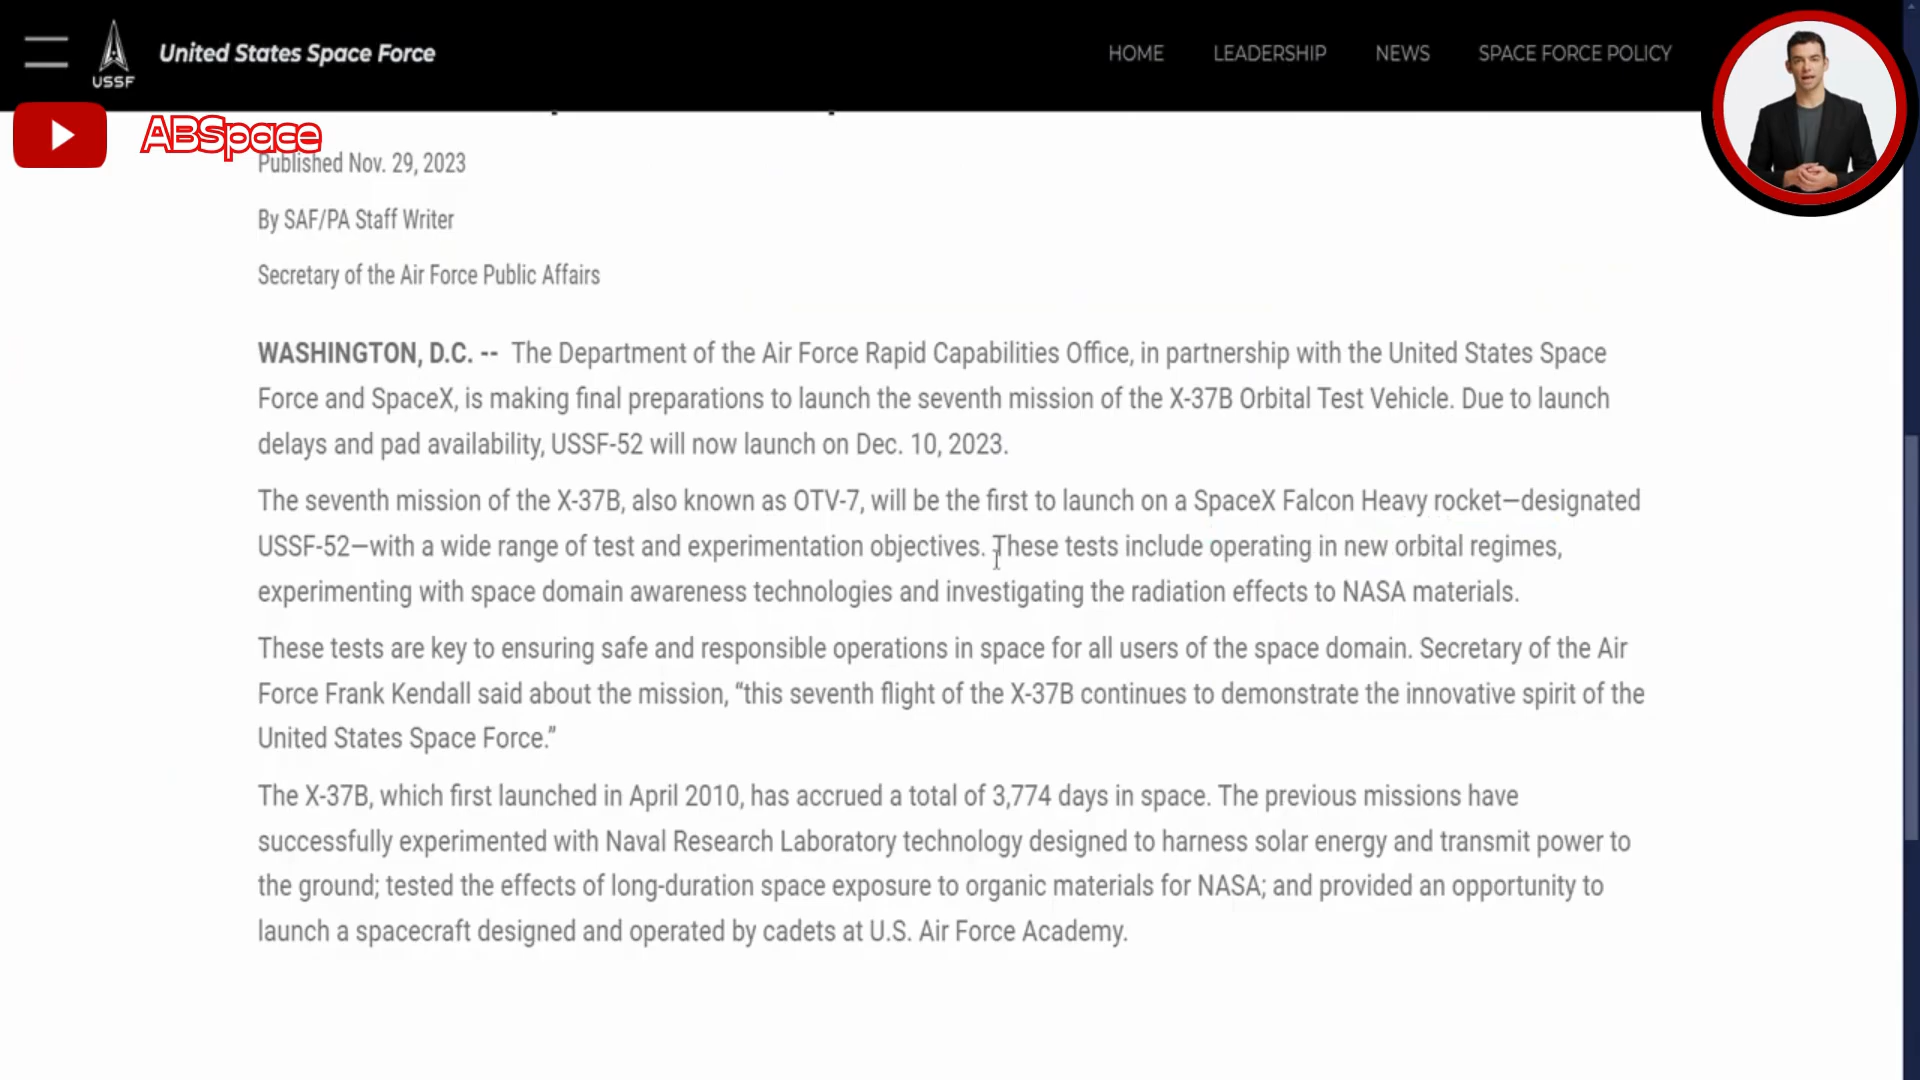 United States Space Force
HOME LEADERSHIP NEWS SPACE FORCE POLICY
USSF
ABSpace
Published Nov. 29, 2023
By SAF/PA Staff Writer
Secretary of the Air Force Public Affairs
WASHINGTON, D.C. -- The Department of the Air Force Rapid Capabilities Office, in partnership with the United States Space
Force and SpaceX, is making final preparations to launch the seventh mission of the X-37B Orbital Test Vehicle. Due to launch
delays and pad availability, USSF-52 will now launch on Dec. 10, 2023.
The seventh mission of the X-37B, also known as OTV-7, will be the first to launch on a SpaceX Falcon Heavy rocket—designated
USSF-52—with a wide range of test and experimentation objectives. These tests include operating in new orbital regimes,
experimenting with space domain awareness technologies and investigating the radiation effects to NASA materials.
These tests are key to ensuring safe and responsible operations in space for all users of the space domain. Secretary of the Air
Force Frank Kendall said about the mission, “this seventh flight of the X-37B continues to demonstrate the innovative spirit of the
United States Space Force.”
The X-37B, which first launched in April 2010, has accrued a total of 3,774 days in space. The previous missions have
successfully experimented with Naval Research Laboratory technology designed to harness solar energy and transmit power to
the ground; tested the effects of long-duration space exposure to organic materials for NASA; and provided an opportunity to
launch a spacecraft designed and operated by cadets at U.S. Air Force Academy.